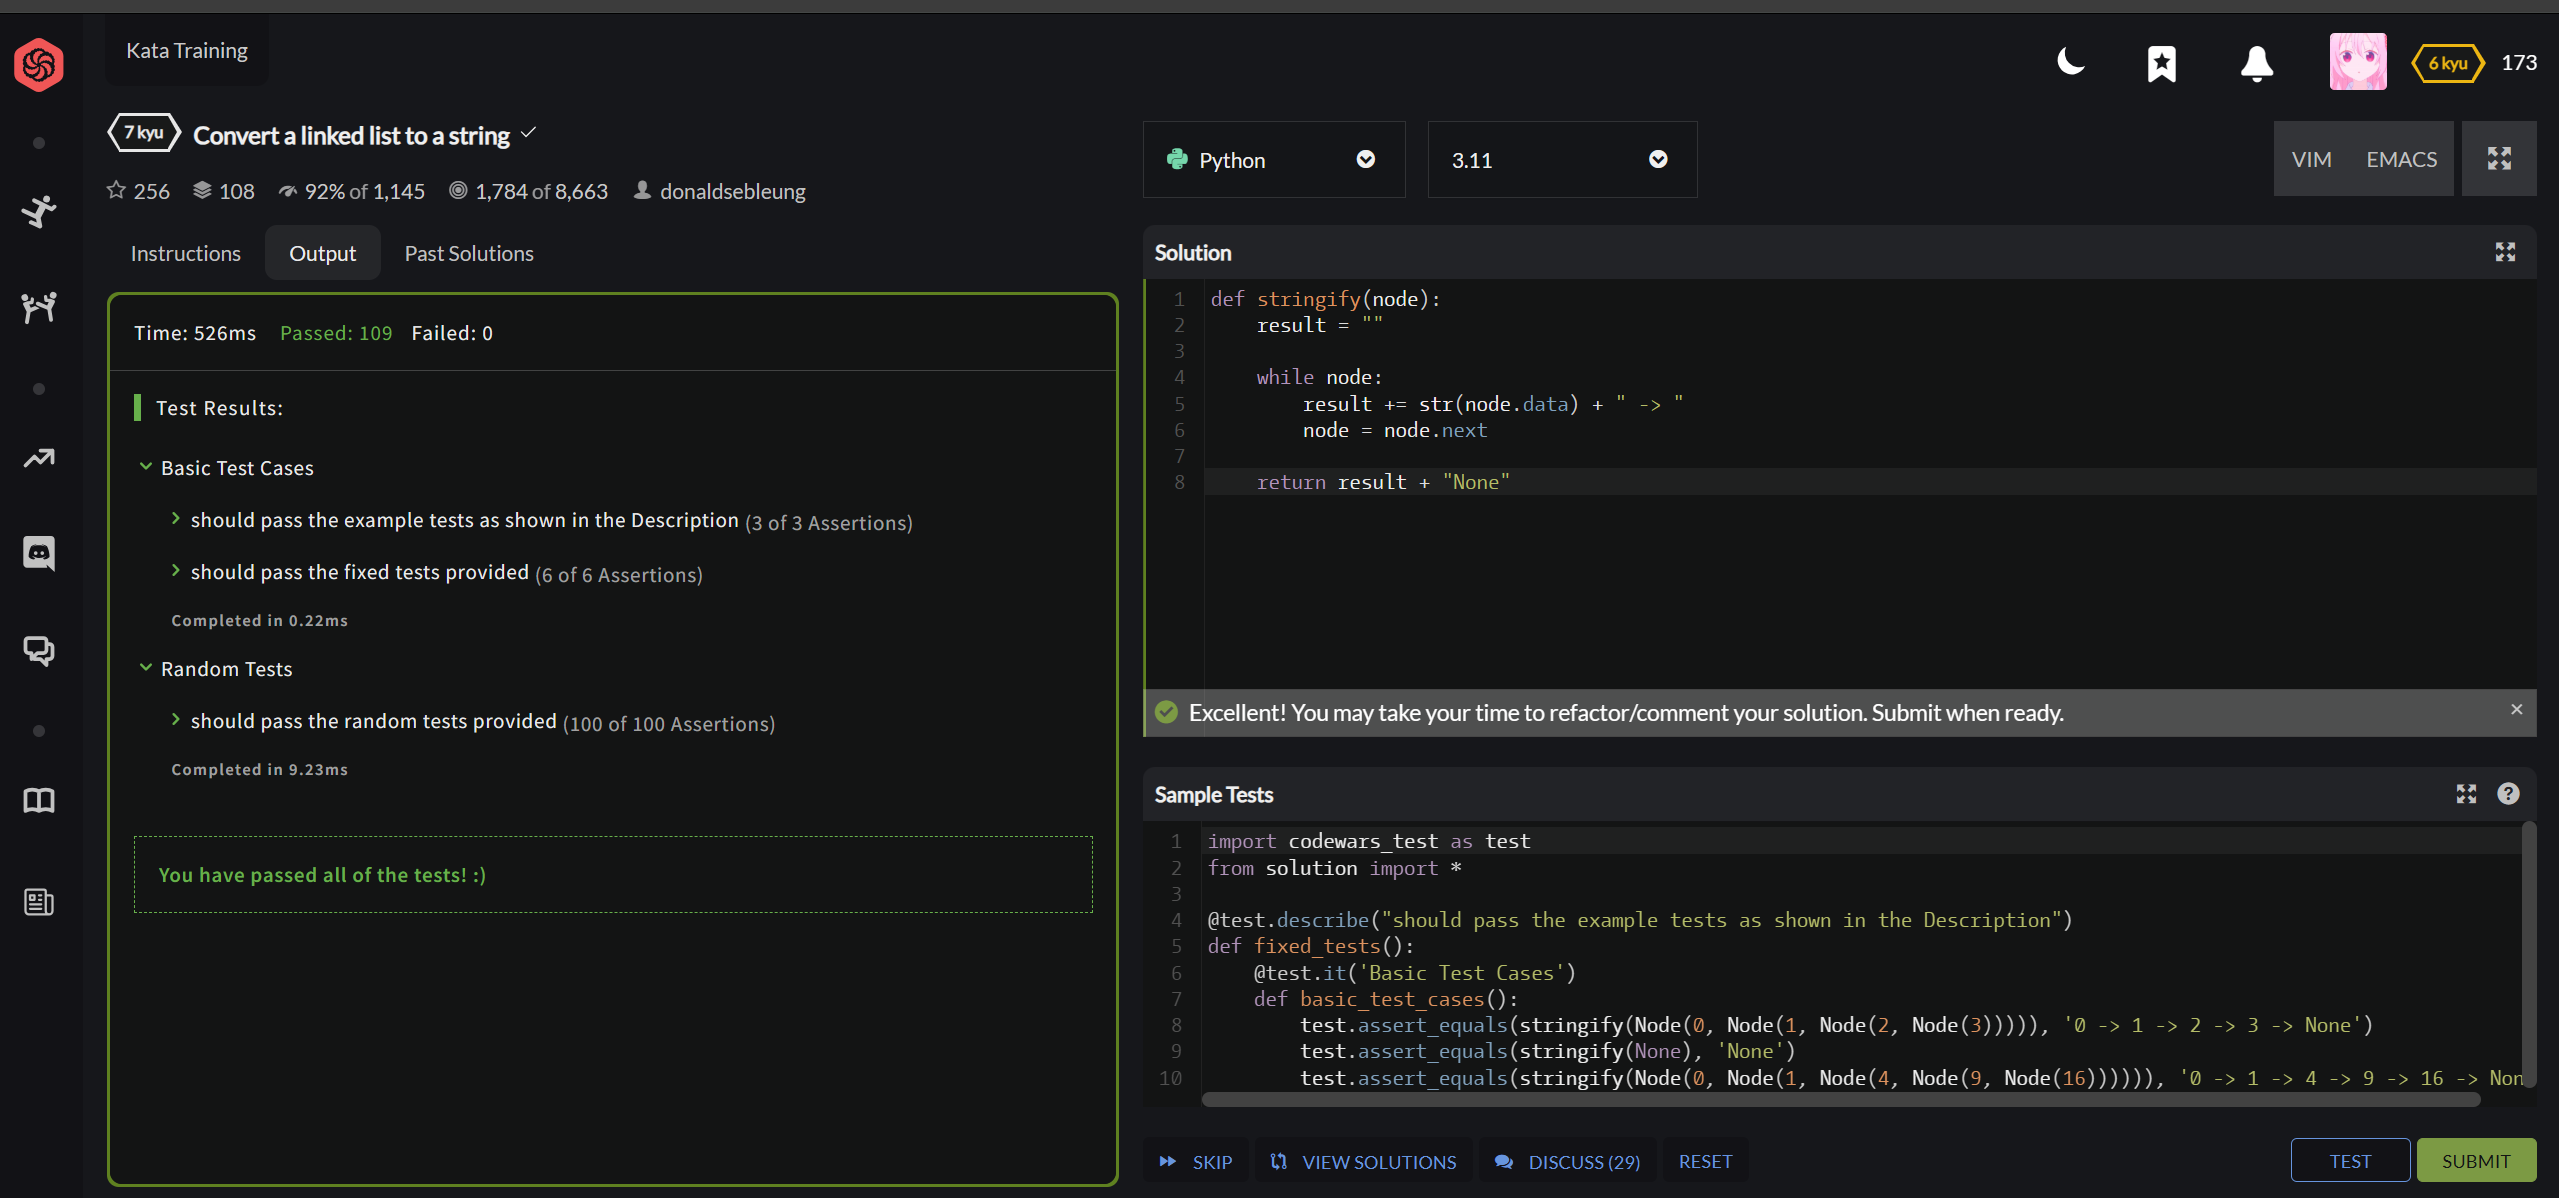 Kata Training
6 kyu 173
7 kyu Convert a linked list to a string
256 108 92% of 1,145 1,784 of 8,663 donaldsebleung
Python
3.11
VIM EMACS
Instructions Output Past Solutions
Time: 526ms Passed: 109 Failed: 0
Test Results:
Basic Test Cases
should pass the example tests as shown in the Description (3 of 3 Assertions)
should pass the fixed tests provided (6 of 6 Assertions)
Completed in 0.22ms
Random Tests
should pass the random tests provided (100 of 100 Assertions)
Completed in 9.23ms
You have passed all of the tests! :)
Solution
1 def stringify(node):
2     result = ""
3
4     while node:
5         result += str(node.data) + " -> "
6         node = node.next
7
8     return result + "None"
Excellent! You may take your time to refactor/comment your solution. Submit when ready.
Sample Tests
1 import codewars_test as test
2 from solution import *
3
4 @test.describe("should pass the example tests as shown in the Description")
5 def fixed_tests():
6     @test.it('Basic Test Cases')
7     def basic_test_cases():
8         test.assert_equals(stringify(Node(0, Node(1, Node(2, Node(3))))), '0 -> 1 -> 2 -> 3 -> None')
9         test.assert_equals(stringify(None), 'None')
10         test.assert_equals(stringify(Node(0, Node(1, Node(4, Node(9, Node(16)))))), '0 -> 1 -> 4 -> 9 -> 16 -> Non
SKIP VIEW SOLUTIONS DISCUSS (29) RESET
TEST SUBMIT